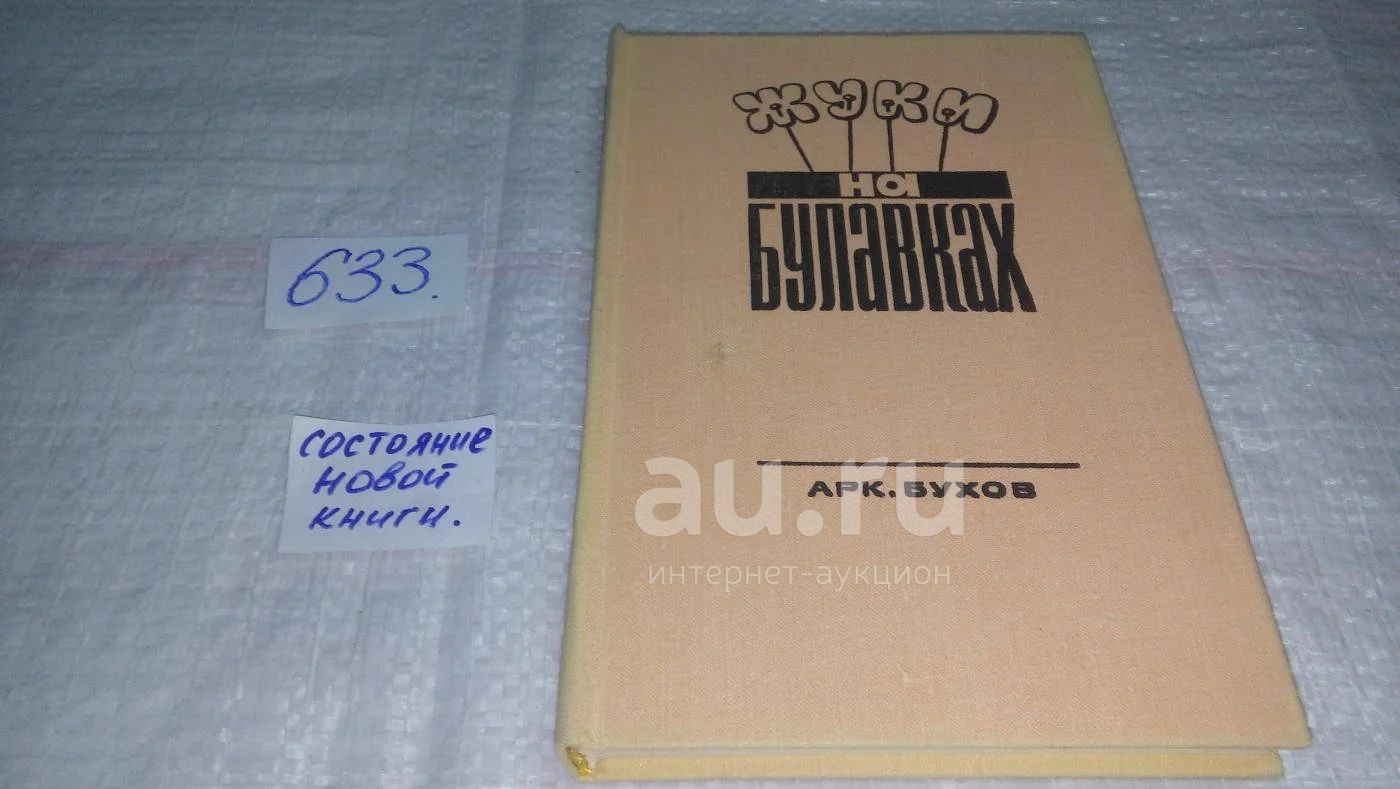 ЖУКИ
НА
БУЛАВКАХ
АРК. БУХОВ
633.
состояние
новой
книги.
au.ru
интернет-аукцион